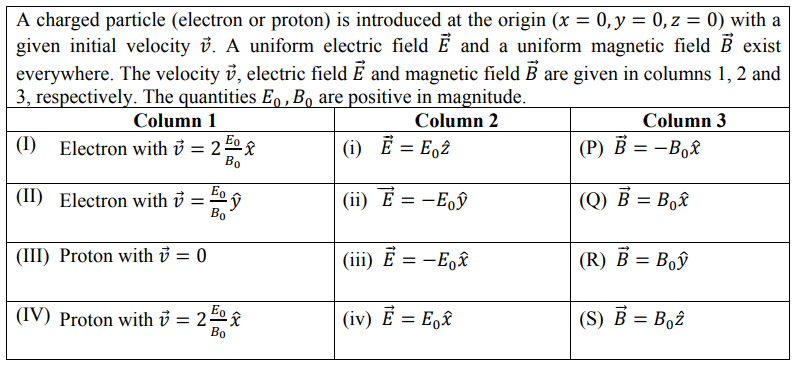 A charged particle (electron or proton) is introduced at the origin (x = 0, y = 0, z = 0) with a
given initial velocity v⃗. A uniform electric field E⃗ and a uniform magnetic field B⃗ exist
everywhere. The velocity v⃗, electric field E⃗ and magnetic field B⃗ are given in columns 1, 2 and
3, respectively. The quantities E₀, B₀ are positive in magnitude.
Column 1 Column 2 Column 3
(I) Electron with v⃗ = 2 E₀/B₀ x̂ (i) E⃗ = E₀ẑ (P) B⃗ = −B₀x̂
(II) Electron with v⃗ = E₀/B₀ ŷ (ii) E⃗ = −E₀ŷ (Q) B⃗ = B₀x̂
(III) Proton with v⃗ = 0 (iii) E⃗ = −E₀x̂ (R) B⃗ = B₀ŷ
(IV) Proton with v⃗ = 2 E₀/B₀ x̂ (iv) E⃗ = E₀x̂ (S) B⃗ = B₀ẑ